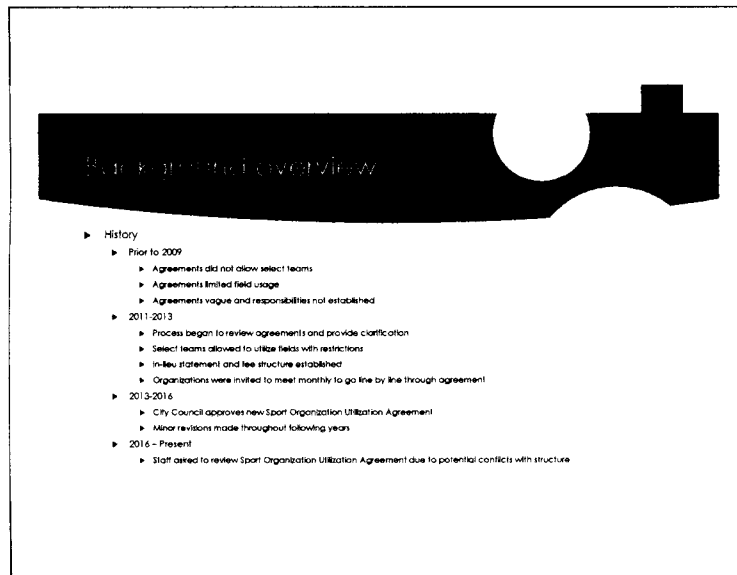 Background overview
► History
► Prior to 2009
► Agreements did not allow select teams
► Agreements limited field usage
► Agreements vague and responsibilities not established
► 2011-2013
► Process began to review agreements and provide clarification
► Select teams allowed to utilize fields with restrictions
► In-lieu statement and fee structure established
► Organizations were invited to meet monthly to go line by line through agreement
► 2013-2016
► City Council approves new Sport Organization Utilization Agreement
► Minor revisions made throughout following years
► 2016 – Present
► Staff asked to review Sport Organization Utilization Agreement due to potential conflicts with structure